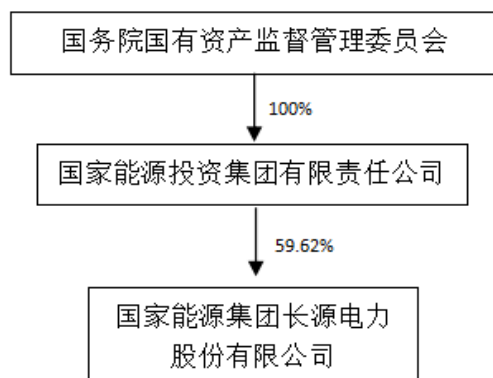 国务院国有资产监督管理委员会
100%
国家能源投资集团有限责任公司
59.62%
国家能源集团长源电力
股份有限公司